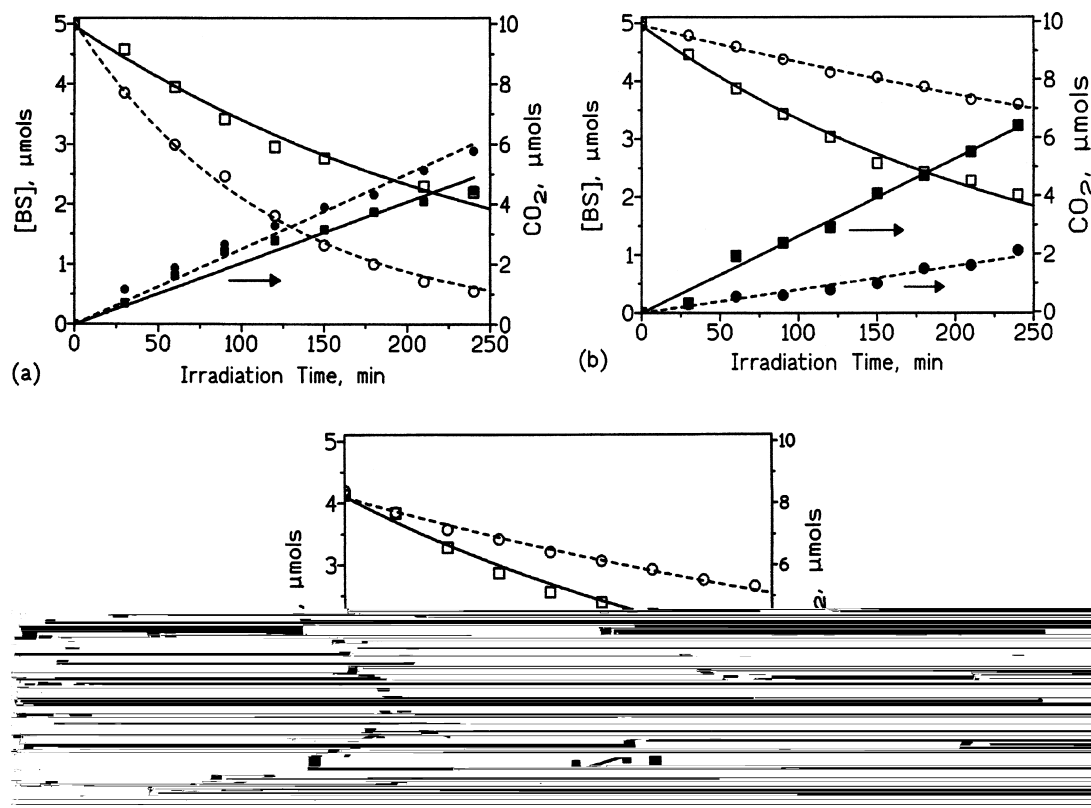 5 10 5 10
4 8 4 8
3 6 3 6
2 4 2 4
1 2 1 2
0 0 0 0
[BS], μmols
CO2, μmols
[BS], μmols
CO2, μmols
0 50 100 150 200 250
0 50 100 150 200 250
(a) Irradiation Time, min
(b) Irradiation Time, min
5 10
4 8
3 6
μmols
2, μmols